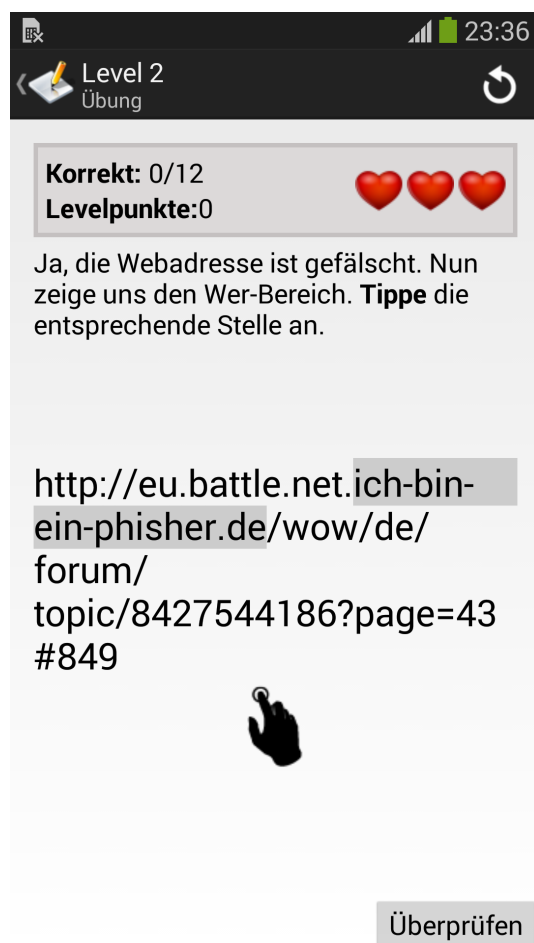 23:36
Level 2
Übung
Korrekt: 0/12
Levelpunkte:0
Ja, die Webadresse ist gefälscht. Nun
zeige uns den Wer-Bereich. Tippe die
entsprechende Stelle an.
http://eu.battle.net.ich-bin-
ein-phisher.de/wow/de/
forum/
topic/8427544186?page=43
#849
Überprüfen